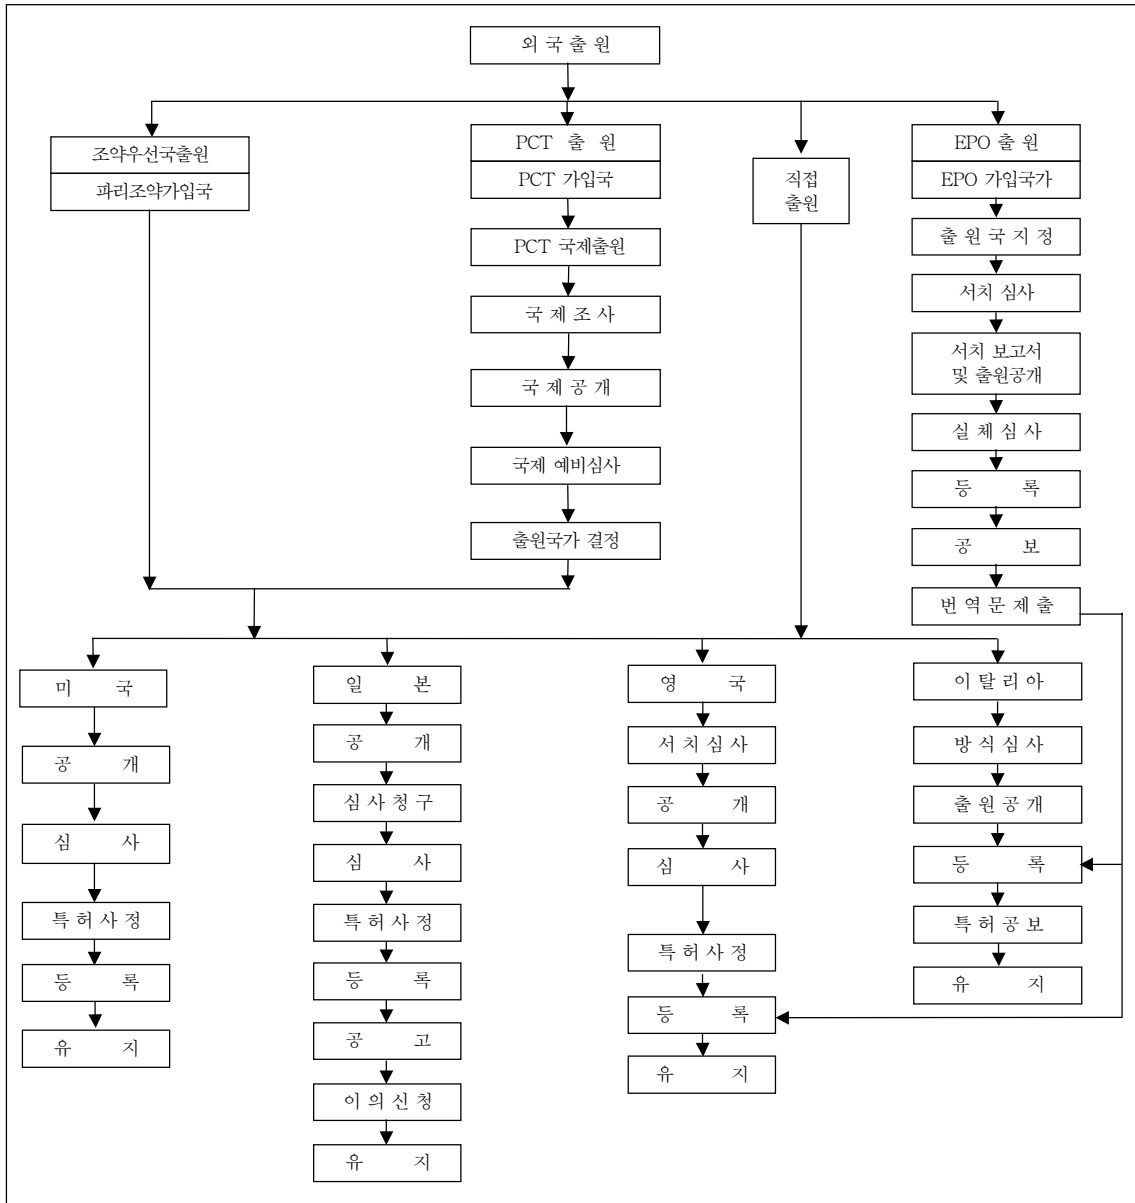 외 국 출 원
조약우선국출원
파리조약가입국
PCT 출 원
PCT 가입국
직접
출원
EPO 출 원
EPO 가입국가
PCT 국제출원
국 제 조 사
국 제 공 개
국제 예비심사
출원국가 결정
출 원 국 지 정
서치 심사
서치 보고서
및 출원공개
실 체 심 사
등 록
공 보
번 역 문 제 출
미 국
공 개
심 사
특 허 사 정
등 록
유 지
일 본
공 개
심 사 청 구
심 사
특 허 사 정
등 록
공 고
이 의 신 청
유 지
영 국
서 치 심 사
공 개
심 사
특 허 사 정
등 록
유 지
이 탈 리 아
방 식 심 사
출 원 공 개
등 록
특 허 공 보
유 지